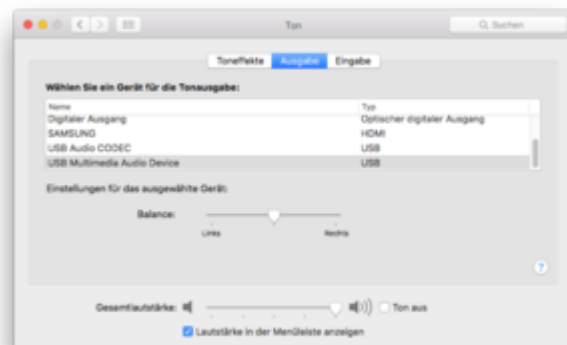 Ton
Suchen
Toneffekte Ausgabe Eingabe
Wählen Sie ein Gerät für die Tonausgabe:
Name Typ
Digitaler Ausgang Optischer digitaler Ausgang
SAMSUNG HDMI
USB Audio CODEC USB
USB Multimedia Audio Device USB
Einstellungen für das ausgewählte Gerät:
Balance:
Links Rechts
?
Gesamtlautstärke: Ton aus
Lautstärke in der Menüleiste anzeigen